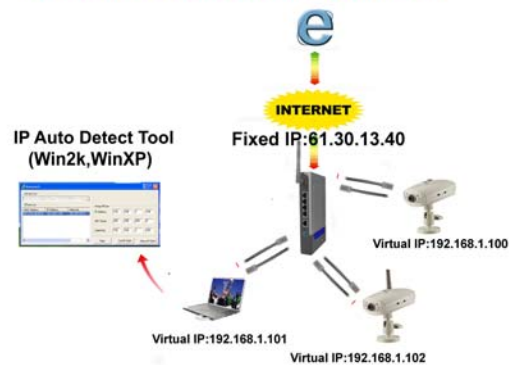 INTERNET
Fixed IP:61.30.13.40
IP Auto Detect Tool
(Win2k,WinXP)
Virtual IP:192.168.1.100
Virtual IP:192.168.1.101
Virtual IP:192.168.1.102